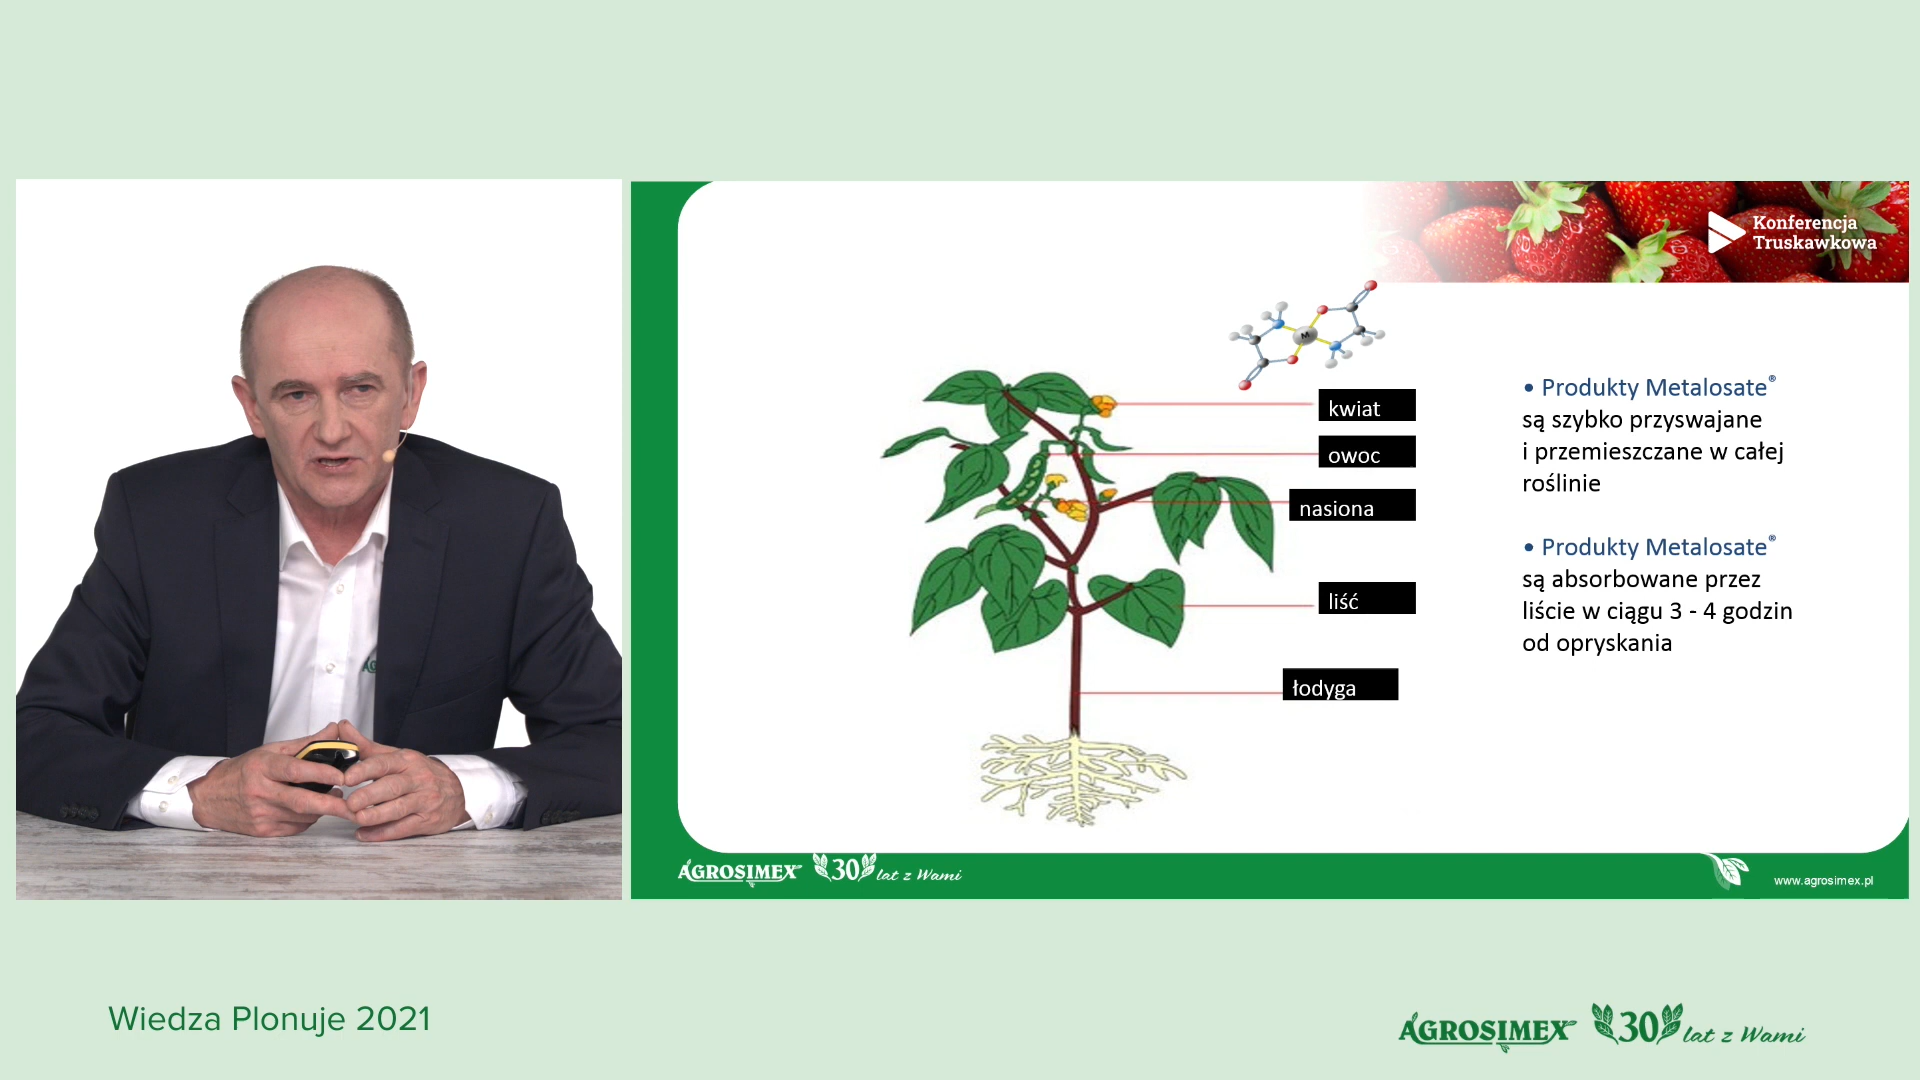 Konferencja
Truskawkowa
M
kwiat
owoc
nasiona
liść
łodyga
• Produkty Metalosate®
są szybko przyswajane
i przemieszczane w całej
roślinie
• Produkty Metalosate®
są absorbowane przez
liście w ciągu 3 - 4 godzin
od opryskania
AG
AGROSIMEX 30 lat z Wami
www.agrosimex.pl
Wiedza Plonuje 2021
AGROSIMEX 30 lat z Wami